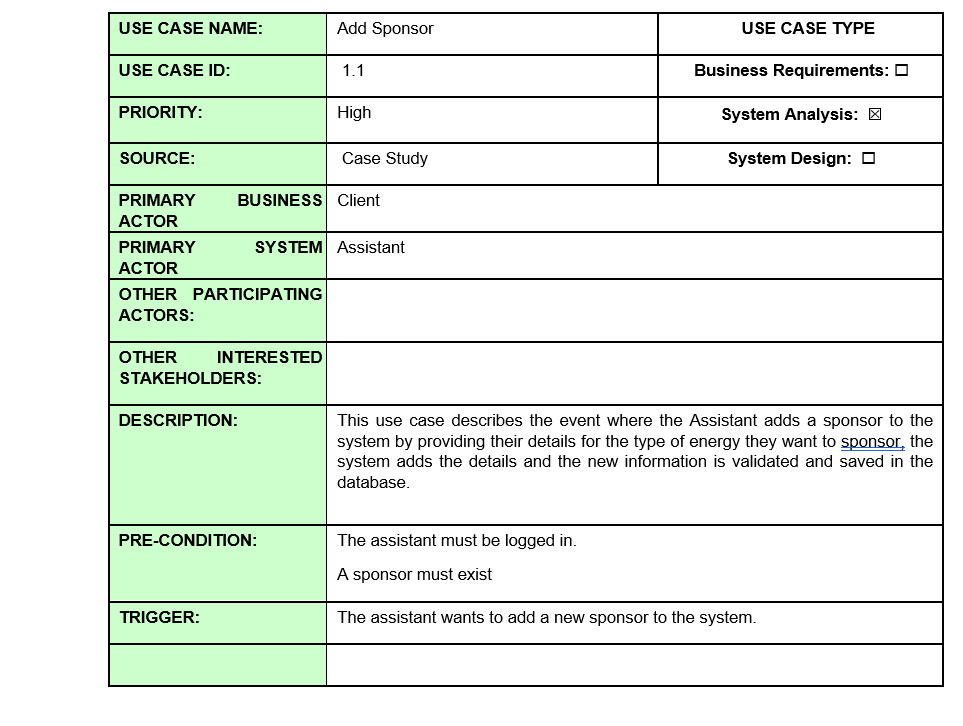 USE CASE NAME: Add Sponsor USE CASE TYPE
USE CASE ID: 1.1 Business Requirements: ☐
PRIORITY: High System Analysis: ☒
SOURCE: Case Study System Design: ☐
PRIMARY BUSINESS Client
ACTOR
PRIMARY SYSTEM Assistant
ACTOR
OTHER PARTICIPATING
ACTORS:
OTHER INTERESTED
STAKEHOLDERS:
DESCRIPTION: This use case describes the event where the Assistant adds a sponsor to the
system by providing their details for the type of energy they want to sponsor, the
system adds the details and the new information is validated and saved in the
database.
PRE-CONDITION: The assistant must be logged in.
A sponsor must exist
TRIGGER: The assistant wants to add a new sponsor to the system.